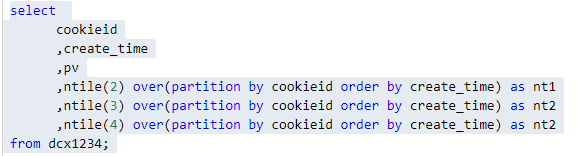 select
cookieid
,create_time
,pv
,ntile(2) over(partition by cookieid order by create_time) as nt1
,ntile(3) over(partition by cookieid order by create_time) as nt2
,ntile(4) over(partition by cookieid order by create_time) as nt2
from dcx1234;